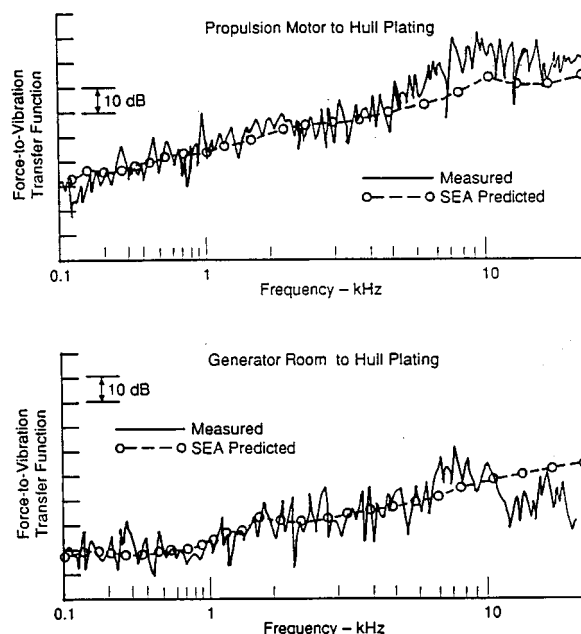 Propulsion Motor to Hull Plating
10 dB
Force-to-Vibration
Transfer Function
Measured
SEA Predicted
0.1
1
10
Frequency – kHz
Generator Room to Hull Plating
10 dB
Measured
SEA Predicted
Force-to-Vibration
Transfer Function
0.1
1
10
Frequency – kHz